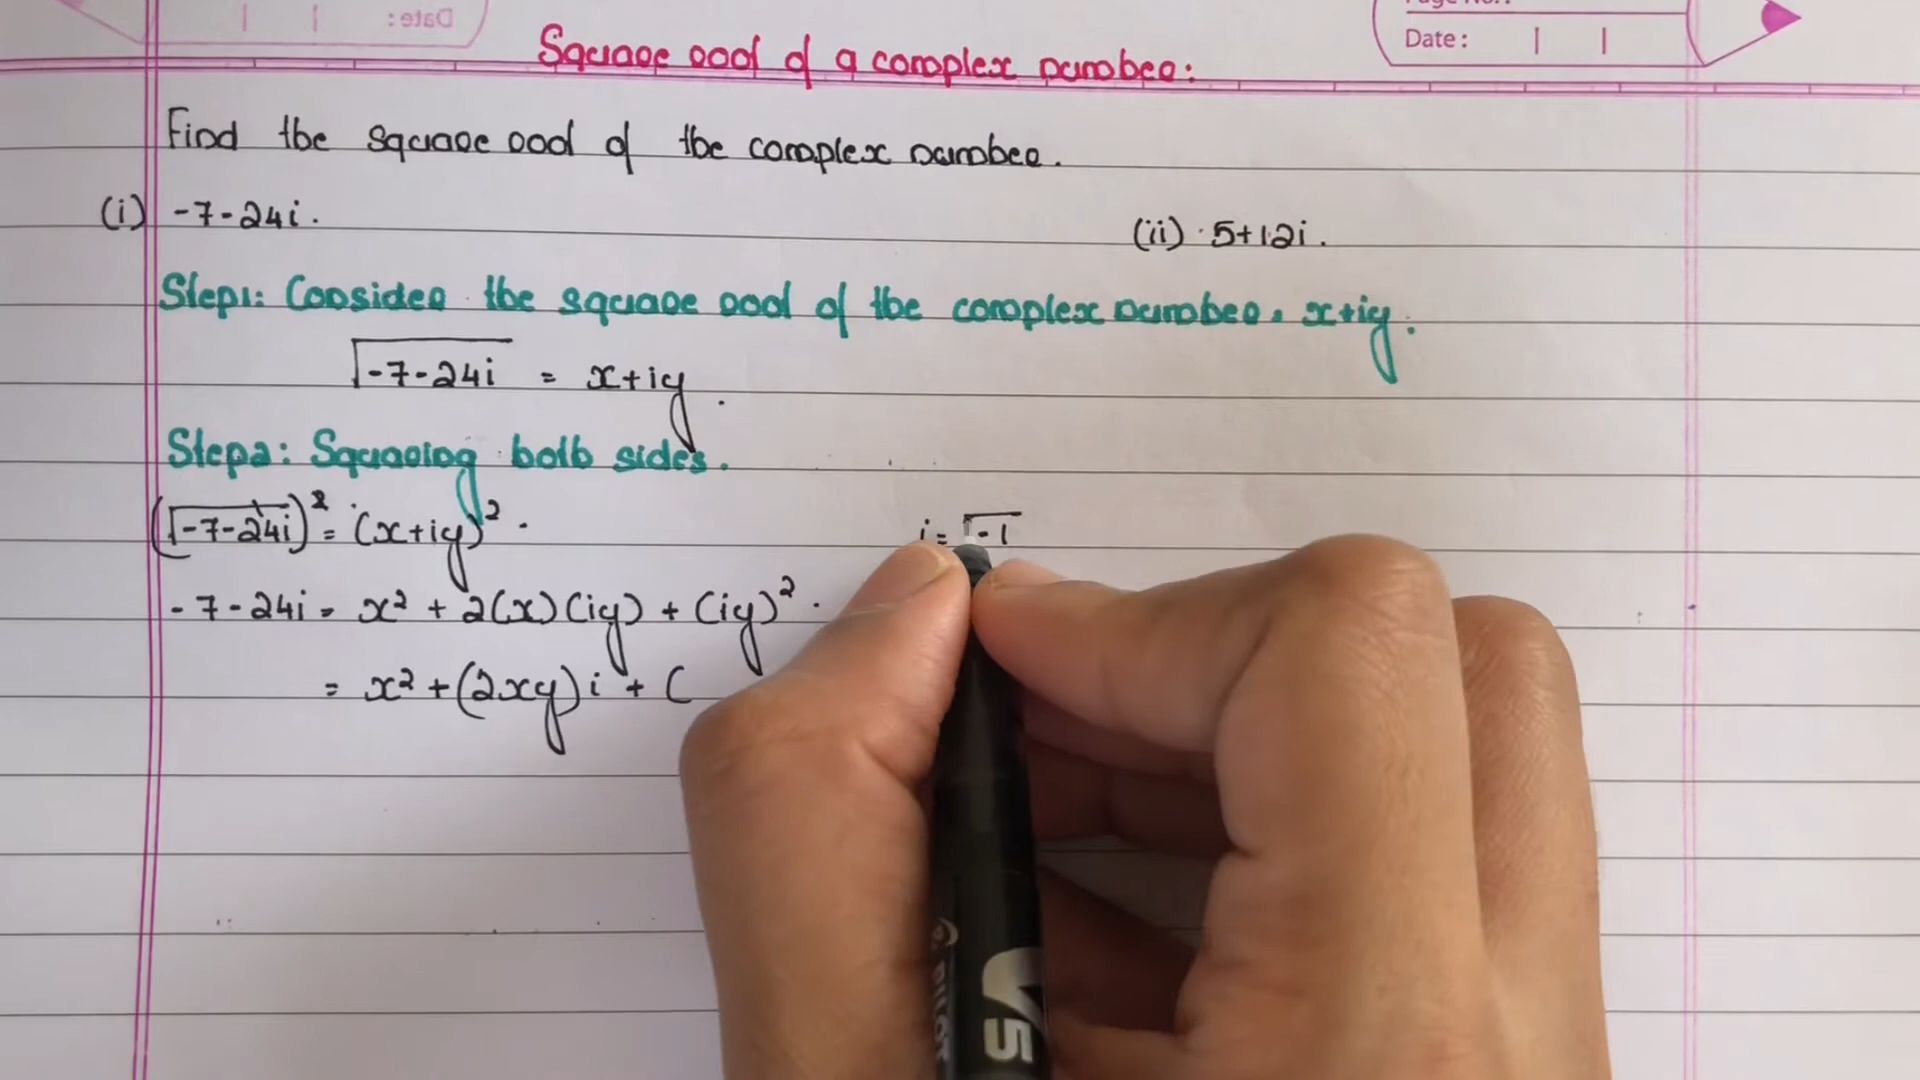 Date:
Square root of a complex number:
Find the square root of the complex number.
(i) -7-24i. (ii) 5+12i.
Step1: Consider the square root of the complex number = x+iy.
√-7-24i = x+iy.
Step2: Squaring both sides.
(√-7-24i)² = (x+iy)².
i = √-1
-7-24i = x² + 2(x)(iy) + (iy)².
= x² + (2xy)i + (
PILOT
V5